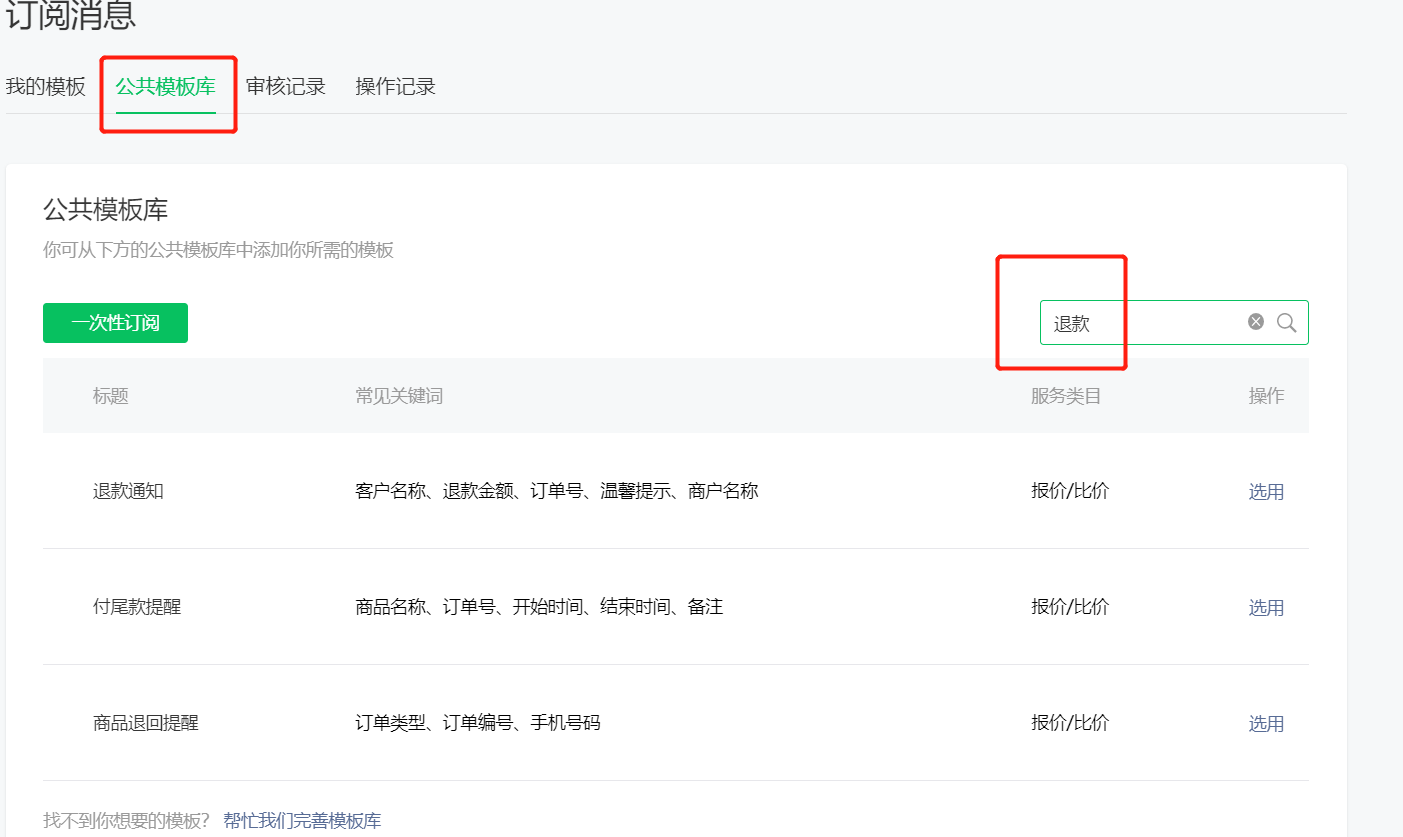 订阅消息
我的模板 公共模板库 审核记录 操作记录
公共模板库
你可从下方的公共模板库中添加你所需的模板
一次性订阅 退款
标题 常见关键词 服务类目 操作
退款通知 客户名称、退款金额、订单号、温馨提示、商户名称 报价/比价 选用
付尾款提醒 商品名称、订单号、开始时间、结束时间、备注 报价/比价 选用
商品退回提醒 订单类型、订单编号、手机号码 报价/比价 选用
找不到你想要的模板？ 帮忙我们完善模板库